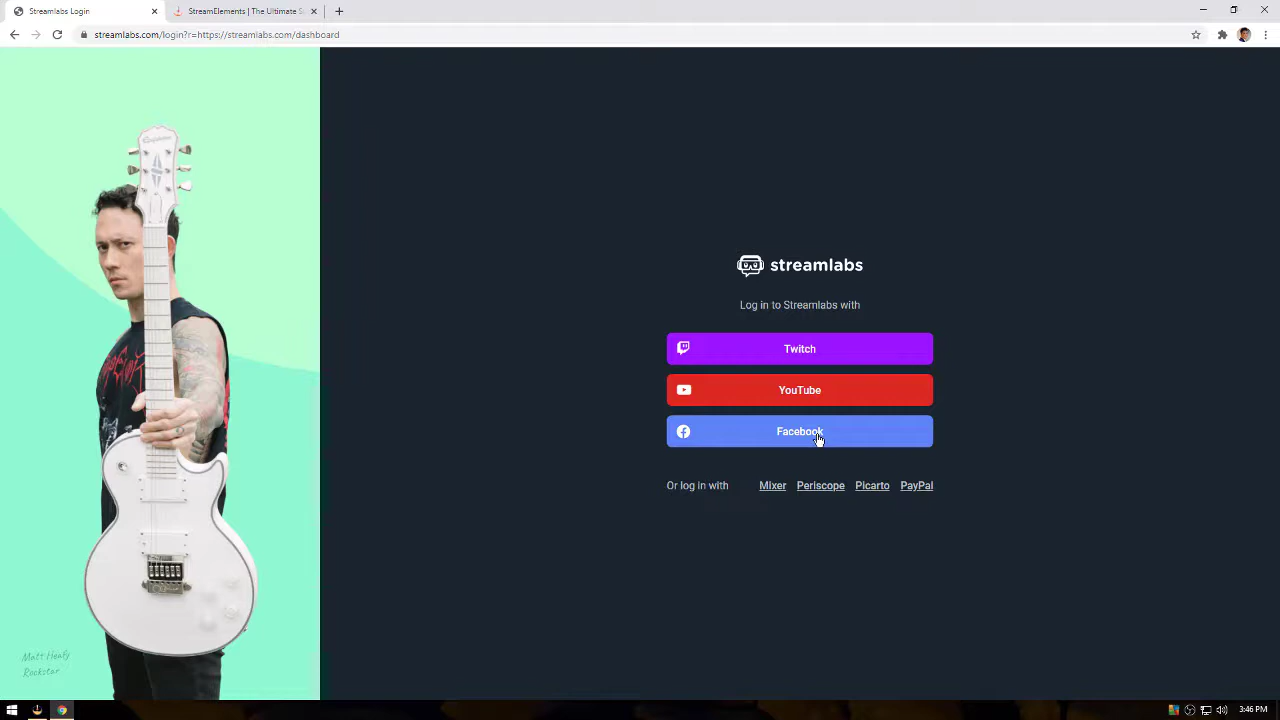 Streamlabs Login
StreamElements | The Ultimate S
streamlabs.com/login?r=https://streamlabs.com/dashboard
streamlabs
Log in to Streamlabs with
Twitch
YouTube
Facebook
Or log in with Mixer Periscope Picarto PayPal
Epiphone
Matt Heafy
Rockstar
3:46 PM